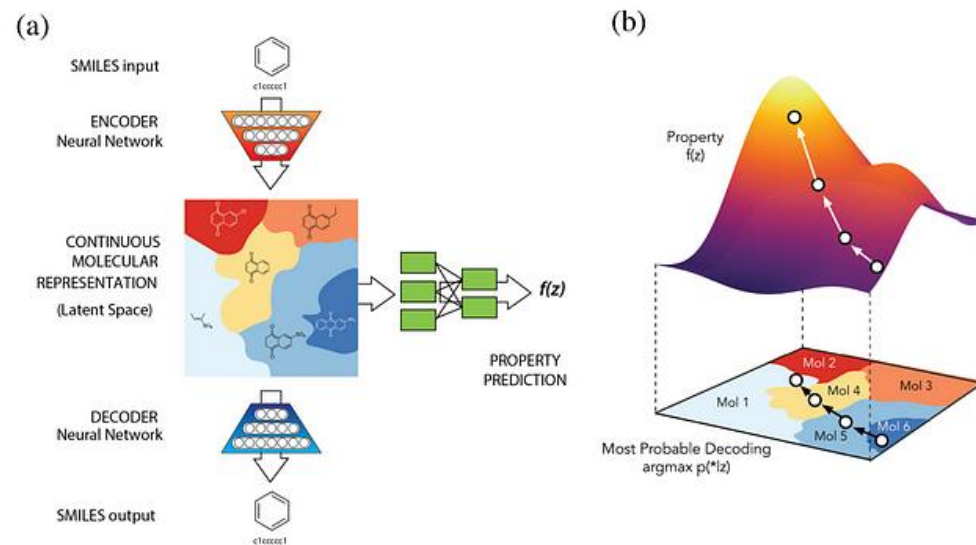 (a)
SMILES input
c1ccccc1
ENCODER
Neural Network
CONTINUOUS
MOLECULAR
REPRESENTATION
(Latent Space)
f(z)
PROPERTY
PREDICTION
DECODER
Neural Network
SMILES output
c1ccccc1
(b)
Property
f(z)
Mol 2
Mol 3
Mol 4
Mol 1
Mol 5
Mol 6
Most Probable Decoding
argmax p(*|z)